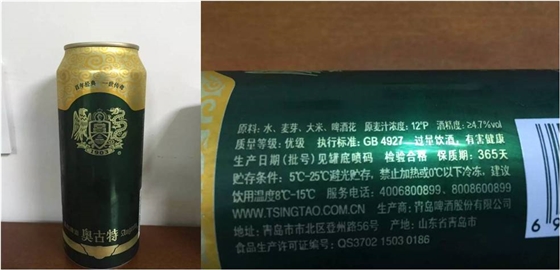 百年经典 一世传奇
1903
奥古特
原料：水、麦芽、大米、啤酒花 原麦汁浓度：12°P 酒精度：≥4.7%vol
质量等级：优级 执行标准：GB 4927 过量饮酒，有害健康
生产日期（批号）见罐底喷码 检验合格 保质期：365天
贮存条件：5℃-25℃避光贮存，禁止加热或0℃以下冷冻，建议
饮用温度8℃-15℃ 服务电话：4006800899、8008600899
WWW.TSINGTAO.COM.CN 生产商：青岛啤酒股份有限公司
地址：青岛市市北区登州路56号 产地：山东省青岛市
食品生产许可证编号：QS3702 1503 0186
6 9